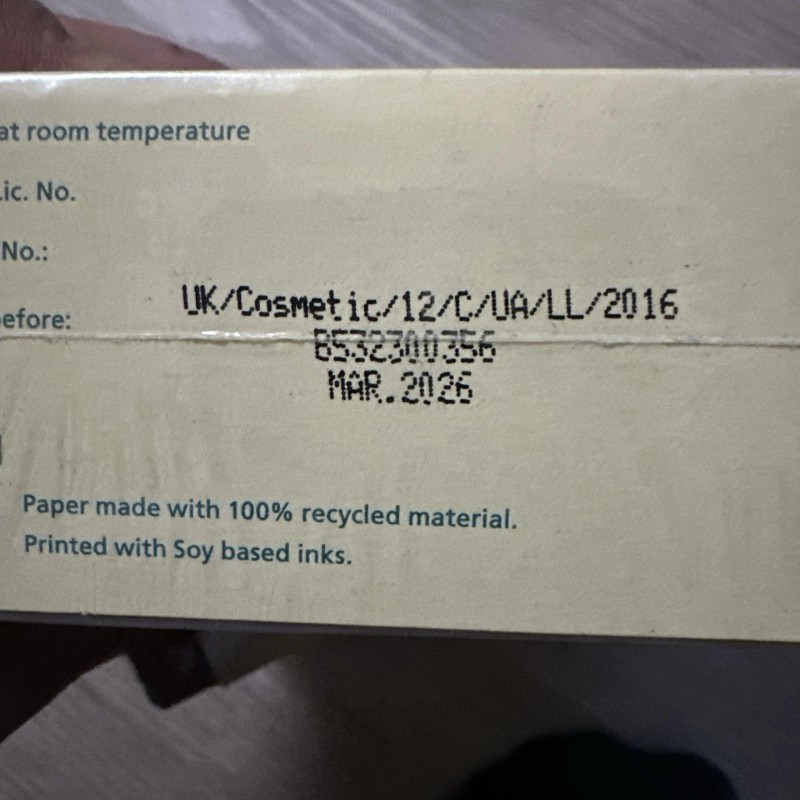 at room temperature
Lic. No.
No.:
UK/Cosmetic/12/C/UA/LL/2016
efore:
B532300356
MAR.2026
Paper made with 100% recycled material.
Printed with Soy based inks.